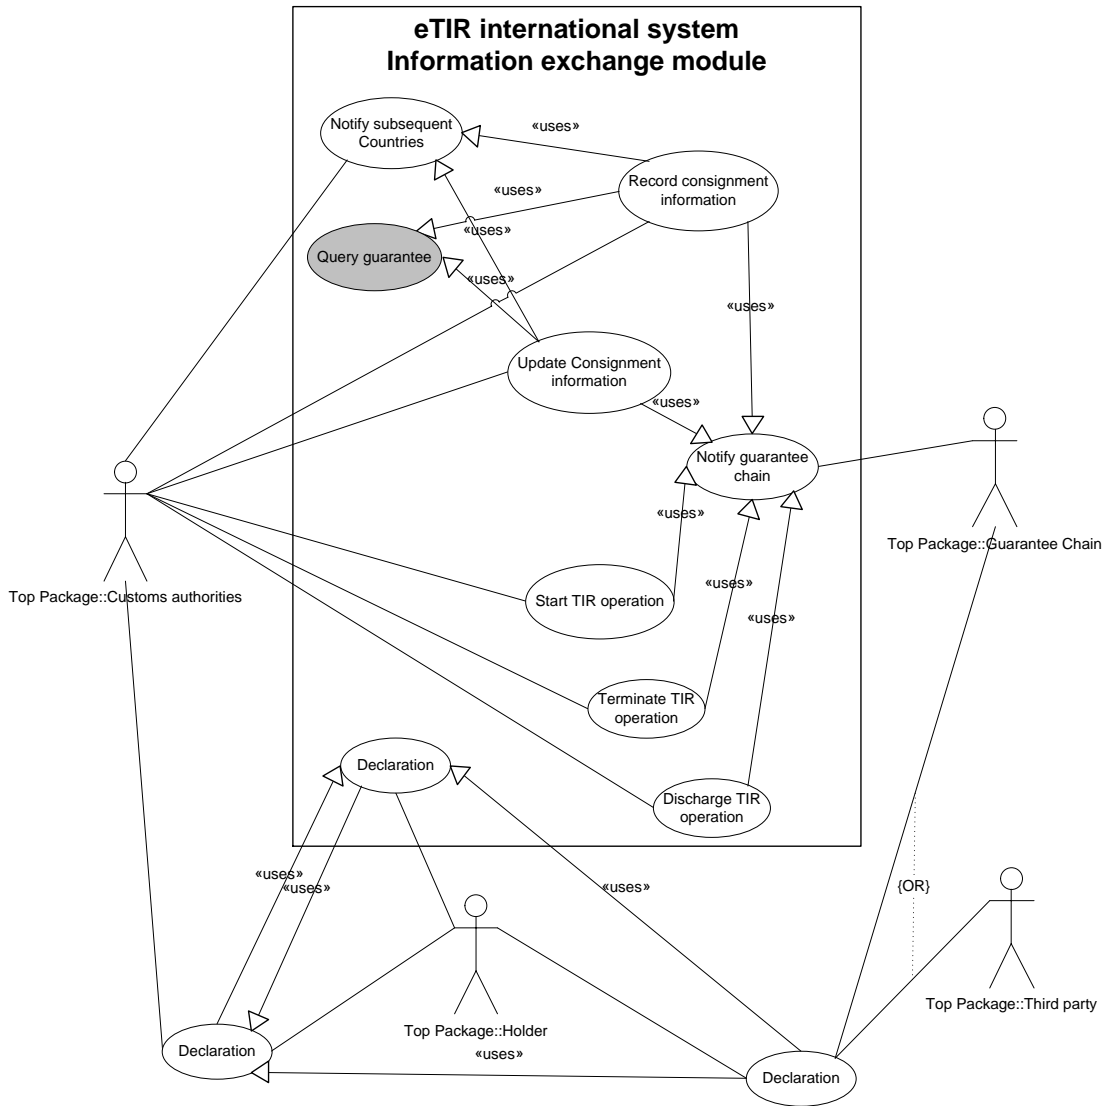 eTIR international system
Information exchange module
Notify subsequent
Countries
«uses»
Record consignment
information
«uses»
«uses»
Query guarantee
«uses»
«uses»
Update Consignment
information
«uses»
Notify guarantee
chain
«uses»
Top Package::Guarantee Chain
Top Package::Customs authorities
Start TIR operation
«uses»
«uses»
Terminate TIR
operation
Declaration
Discharge TIR
operation
«uses»
«uses»
«uses»
{OR}
Top Package::Holder
Top Package::Third party
Declaration
«uses»
Declaration